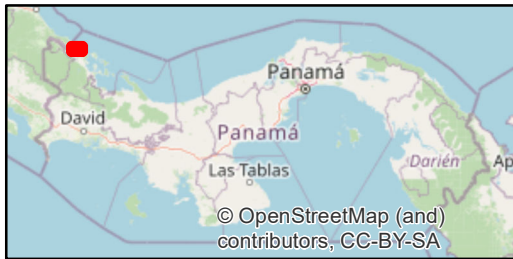 Panamá
David
Panamá
Darién
Ap
Las Tablas
© OpenStreetMap (and)
contributors, CC-BY-SA